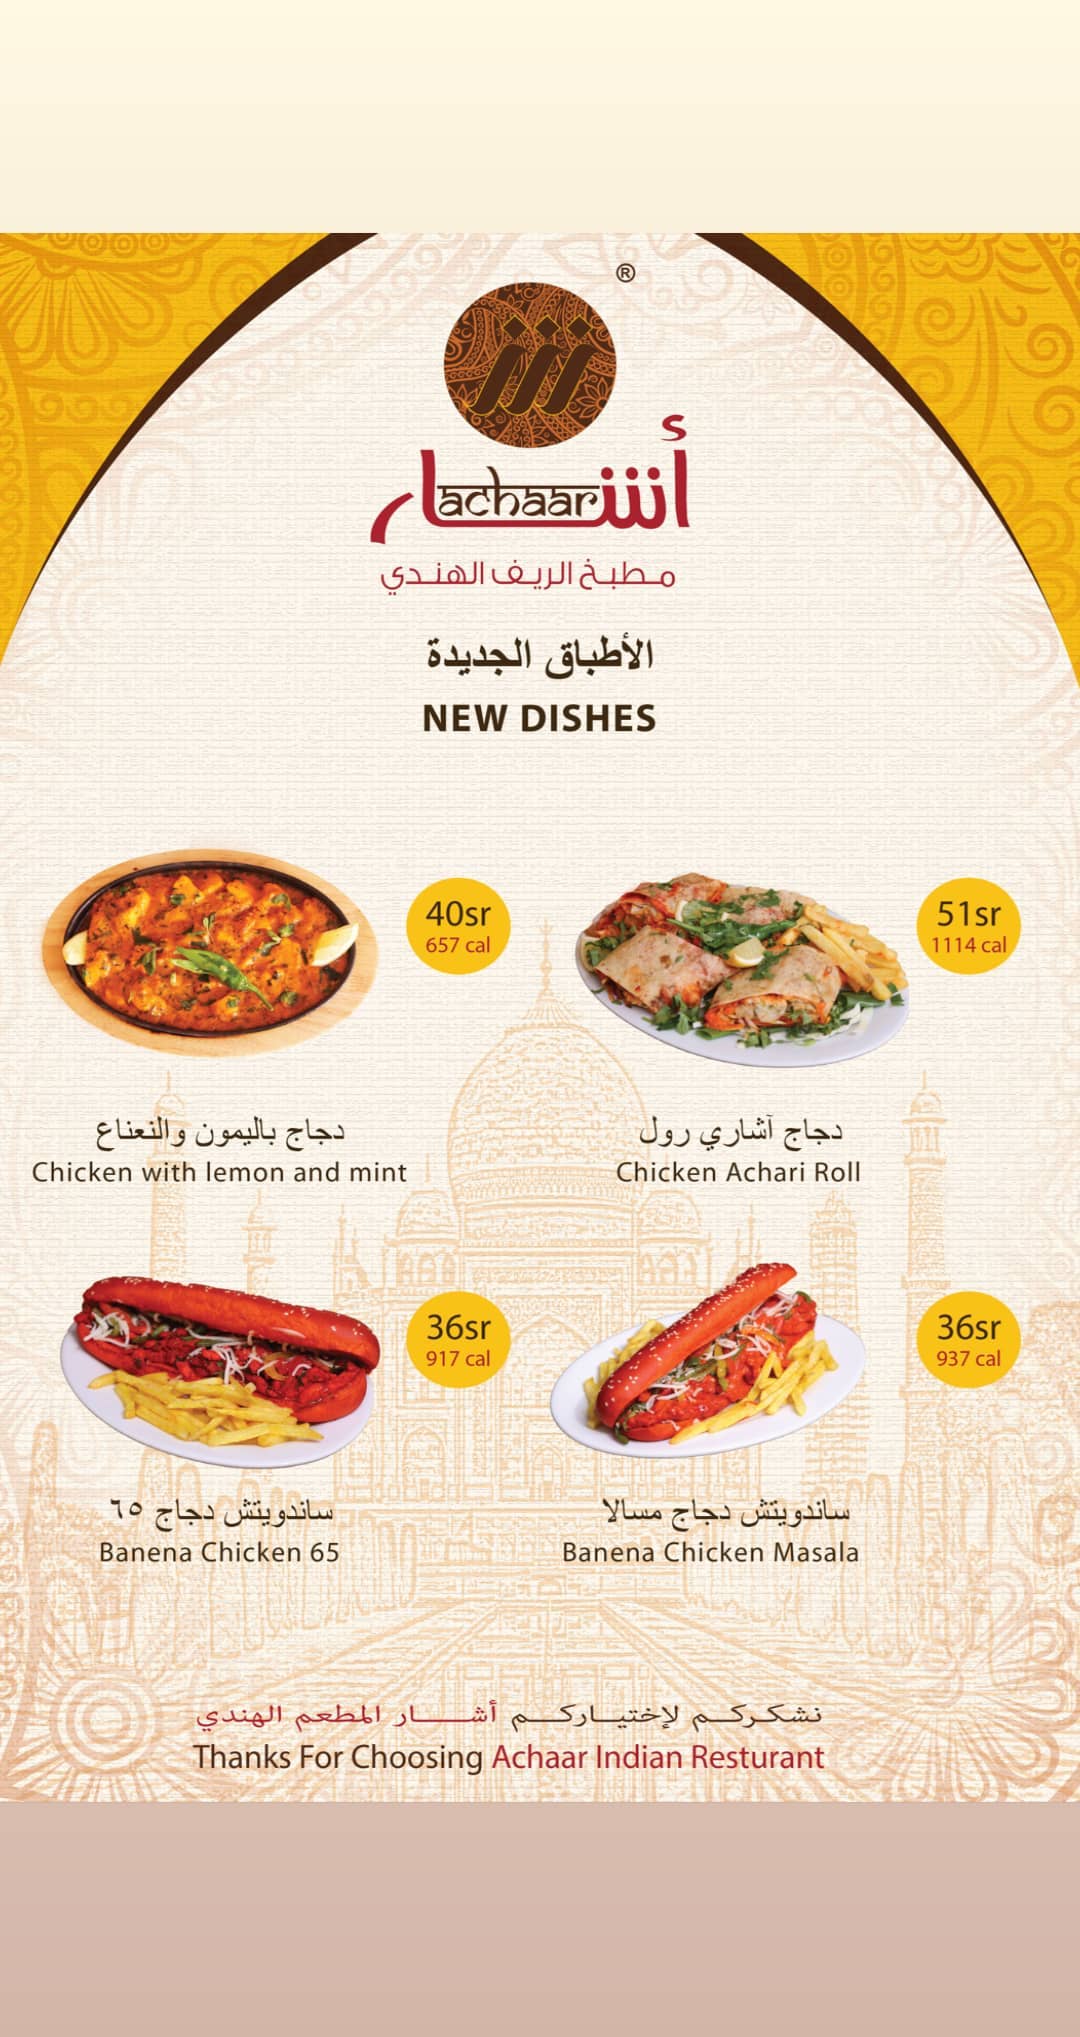 ®
أشار
achaar
مطبخ الريف الهندي
الأطباق الجديدة
NEW DISHES
40sr
657 cal
دجاج باليمون والنعناع
Chicken with lemon and mint
51sr
1114 cal
دجاج آشاري رول
Chicken Achari Roll
36sr
917 cal
ساندويتش دجاج ٦٥
Banena Chicken 65
36sr
937 cal
ساندويتش دجاج مسالا
Banena Chicken Masala
نشكركم لإختياركم أشار المطعم الهندي
Thanks For Choosing Achaar Indian Resturant